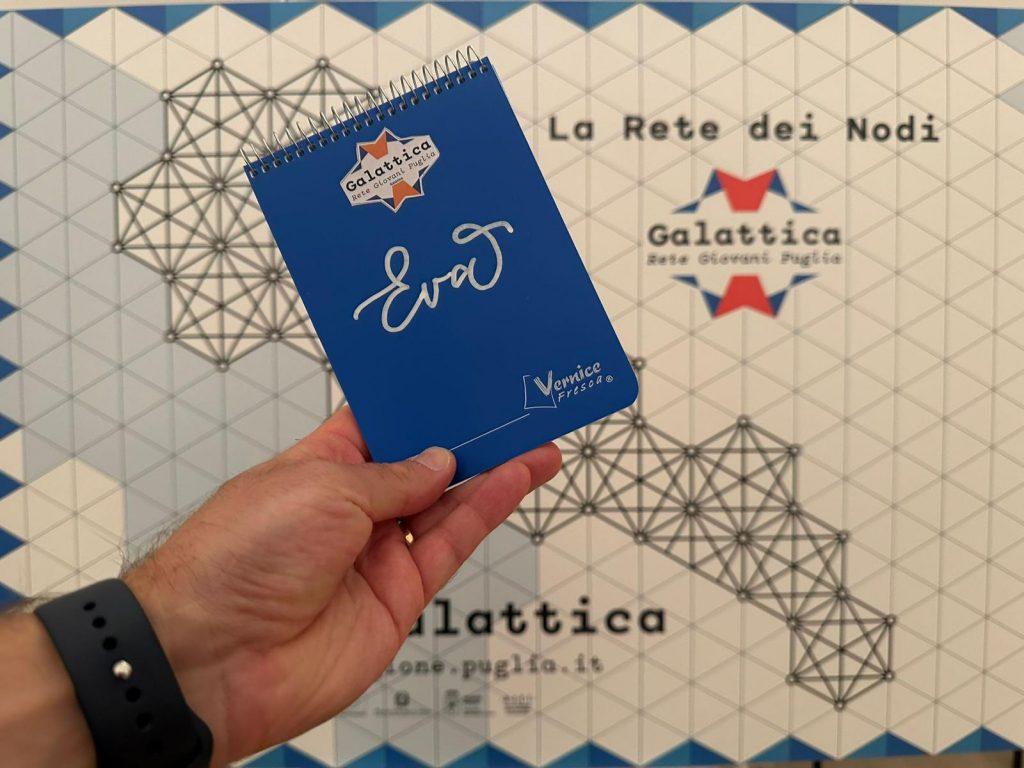 Galattica
Rete Giovani Puglia
Eva
Vernice
Fresca®
La Rete dei Nodi
Galattica
Rete Giovani Puglia
alattica
ione.puglia.it